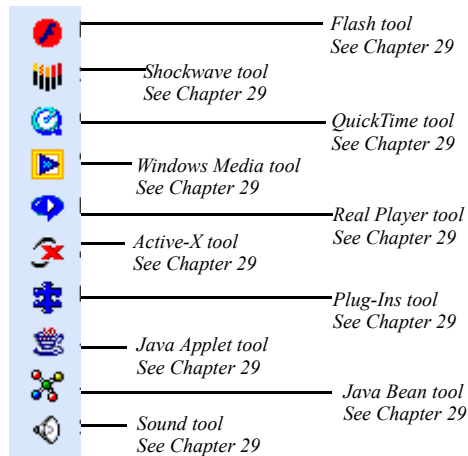 Flash tool
See Chapter 29
Shockwave tool
See Chapter 29
QuickTime tool
See Chapter 29
Windows Media tool
See Chapter 29
Real Player tool
See Chapter 29
Active-X tool
See Chapter 29
Plug-Ins tool
See Chapter 29
Java Applet tool
See Chapter 29
Java Bean tool
See Chapter 29
Sound tool
See Chapter 29